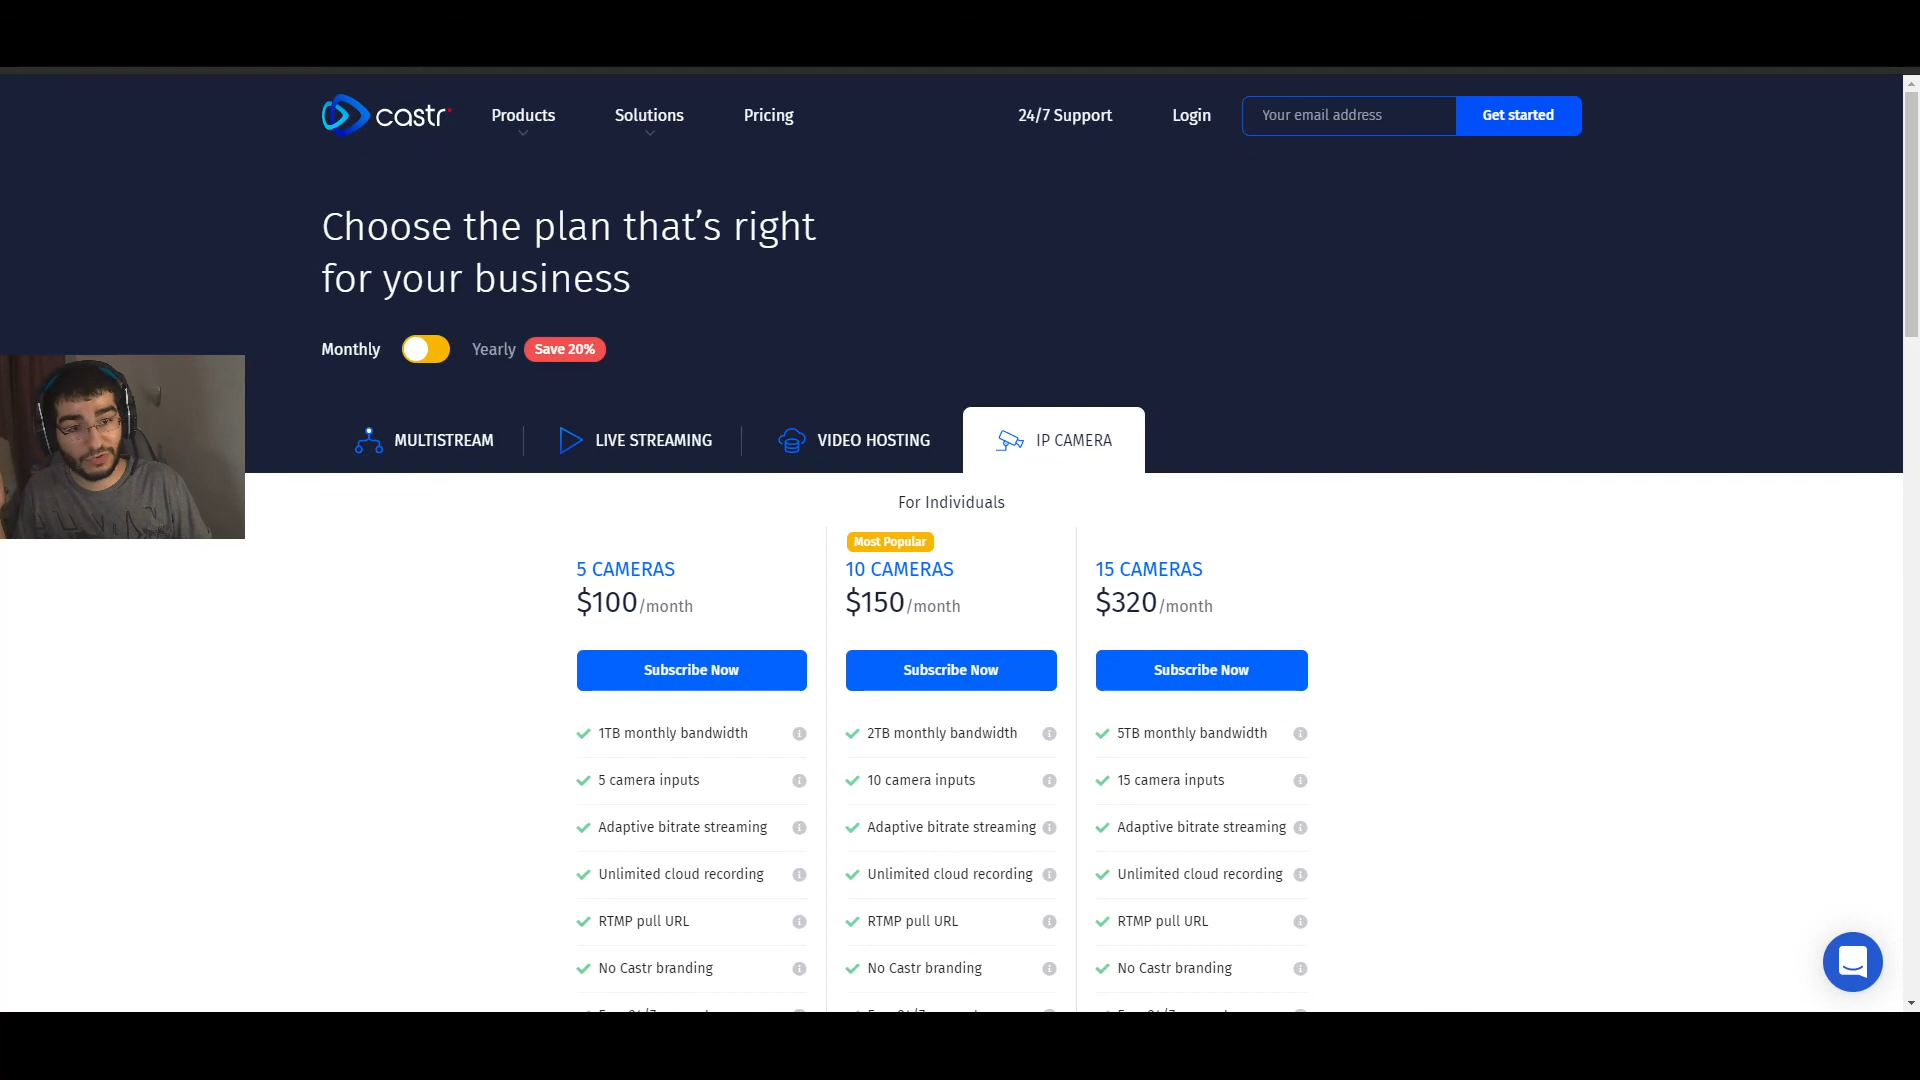 castr
Products
Solutions
Pricing
24/7 Support
Login
Your email address
Get started
Choose the plan that’s right
for your business
Monthly
Yearly
Save 20%
MULTISTREAM
LIVE STREAMING
VIDEO HOSTING
IP CAMERA
For Individuals
5 CAMERAS
$100/month
Subscribe Now
1TB monthly bandwidth
5 camera inputs
Adaptive bitrate streaming
Unlimited cloud recording
RTMP pull URL
No Castr branding
Most Popular
10 CAMERAS
$150/month
Subscribe Now
2TB monthly bandwidth
10 camera inputs
Adaptive bitrate streaming
Unlimited cloud recording
RTMP pull URL
No Castr branding
15 CAMERAS
$320/month
Subscribe Now
5TB monthly bandwidth
15 camera inputs
Adaptive bitrate streaming
Unlimited cloud recording
RTMP pull URL
No Castr branding